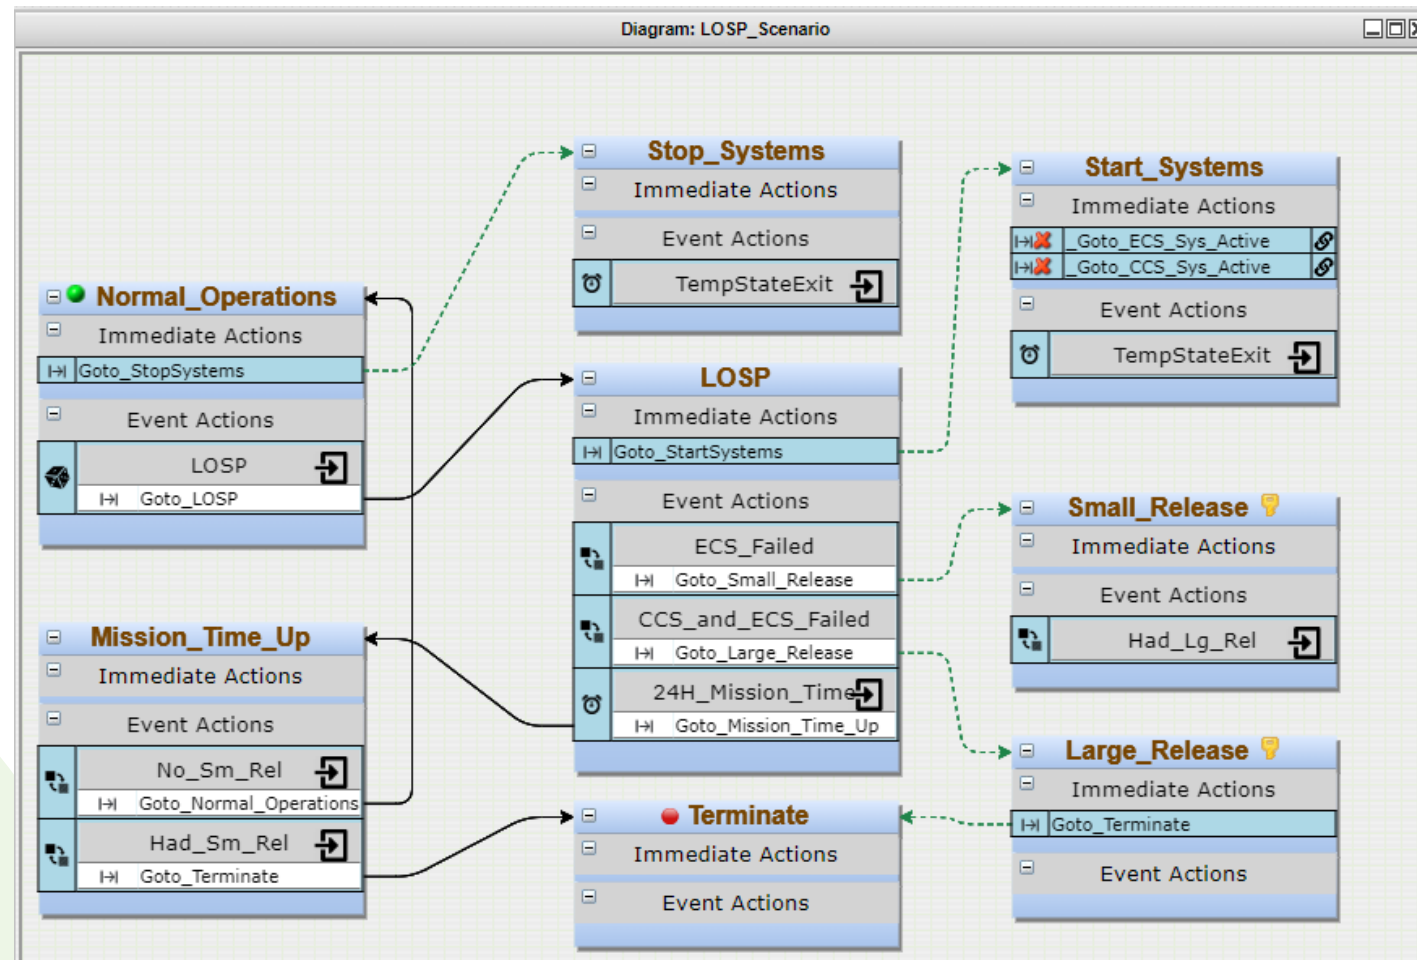 Diagram: LOSP_Scenario
Normal_Operations
Immediate Actions
Goto_StopSystems
Event Actions
LOSP
Goto_LOSP
Mission_Time_Up
Immediate Actions
Event Actions
No_Sm_Rel
Goto_Normal_Operations
Had_Sm_Rel
Goto_Terminate
Stop_Systems
Immediate Actions
Event Actions
TempStateExit
LOSP
Immediate Actions
Goto_StartSystems
Event Actions
ECS_Failed
Goto_Small_Release
CCS_and_ECS_Failed
Goto_Large_Release
24H_Mission_Time
Goto_Mission_Time_Up
Terminate
Immediate Actions
Event Actions
Start_Systems
Immediate Actions
_Goto_ECS_Sys_Active
_Goto_CCS_Sys_Active
Event Actions
TempStateExit
Small_Release
Immediate Actions
Event Actions
Had_Lg_Rel
Large_Release
Immediate Actions
Goto_Terminate
Event Actions